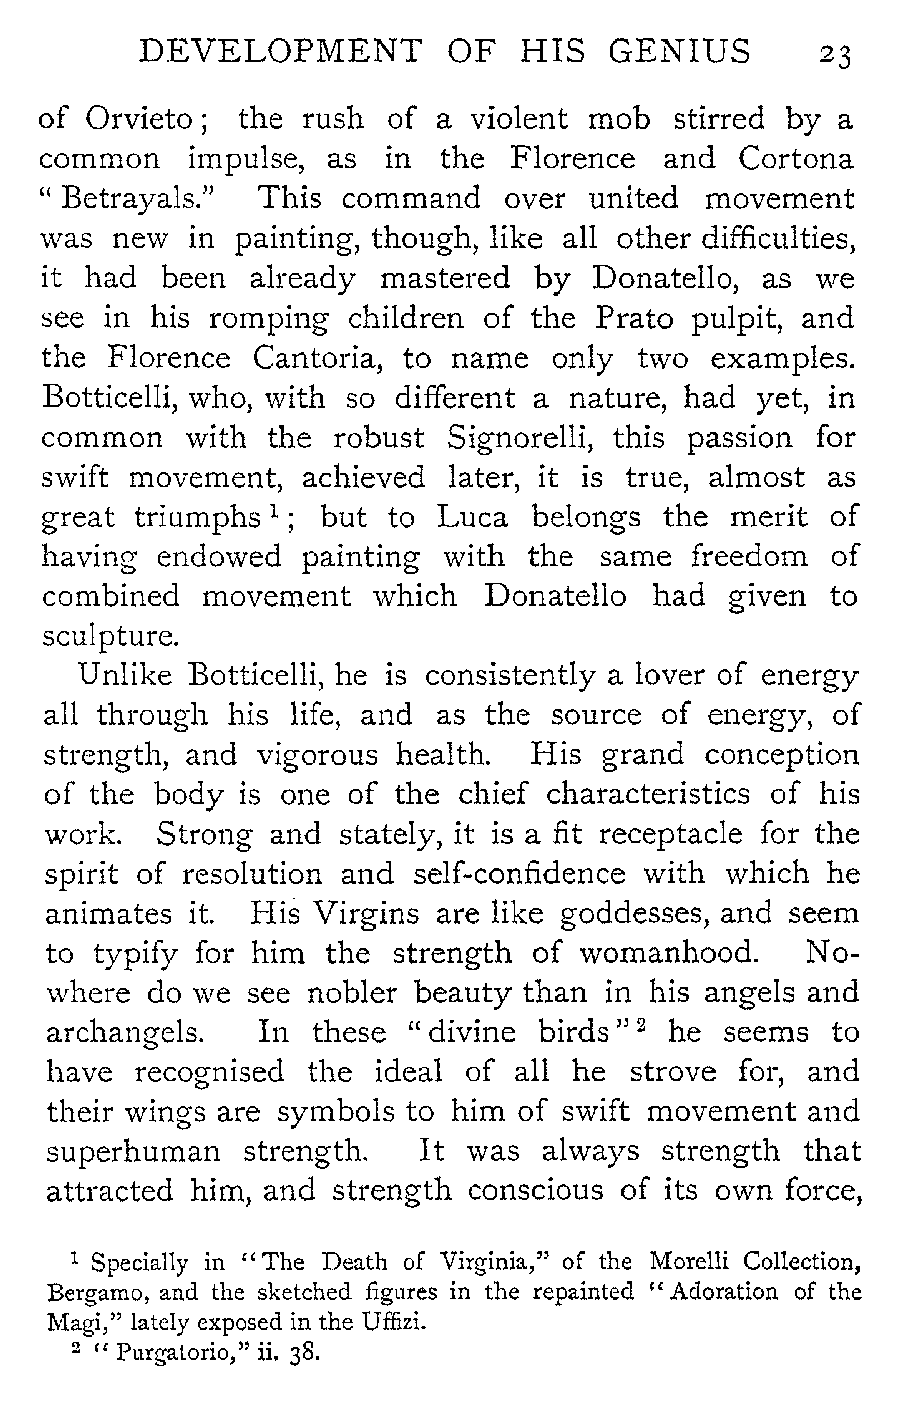 DEVELOPMENT OF HIS GENIUS 23
of Orvieto; the rush of a violent mob stirred by a
common impulse, as in the Florence and Cortona
“Betrayals.” This command over united movement
was new in painting, though, like all other difficulties,
it had been already mastered by Donatello, as we
see in his romping children of the Prato pulpit, and
the Florence Cantoria, to name only two examples.
Botticelli, who, with so different a nature, had yet, in
common with the robust Signorelli, this passion for
swift movement, achieved later, it is true, almost as
great triumphs¹; but to Luca belongs the merit of
having endowed painting with the same freedom of
combined movement which Donatello had given to
sculpture.
Unlike Botticelli, he is consistently a lover of energy
all through his life, and as the source of energy, of
strength, and vigorous health. His grand conception
of the body is one of the chief characteristics of his
work. Strong and stately, it is a fit receptacle for the
spirit of resolution and self-confidence with which he
animates it. His Virgins are like goddesses, and seem
to typify for him the strength of womanhood. No-
where do we see nobler beauty than in his angels and
archangels. In these “divine birds”² he seems to
have recognised the ideal of all he strove for, and
their wings are symbols to him of swift movement and
superhuman strength. It was always strength that
attracted him, and strength conscious of its own force,
¹ Specially in “The Death of Virginia,” of the Morelli Collection,
Bergamo, and the sketched figures in the repainted “Adoration of the
Magi,” lately exposed in the Uffizi.
² “Purgatorio,” ii. 38.